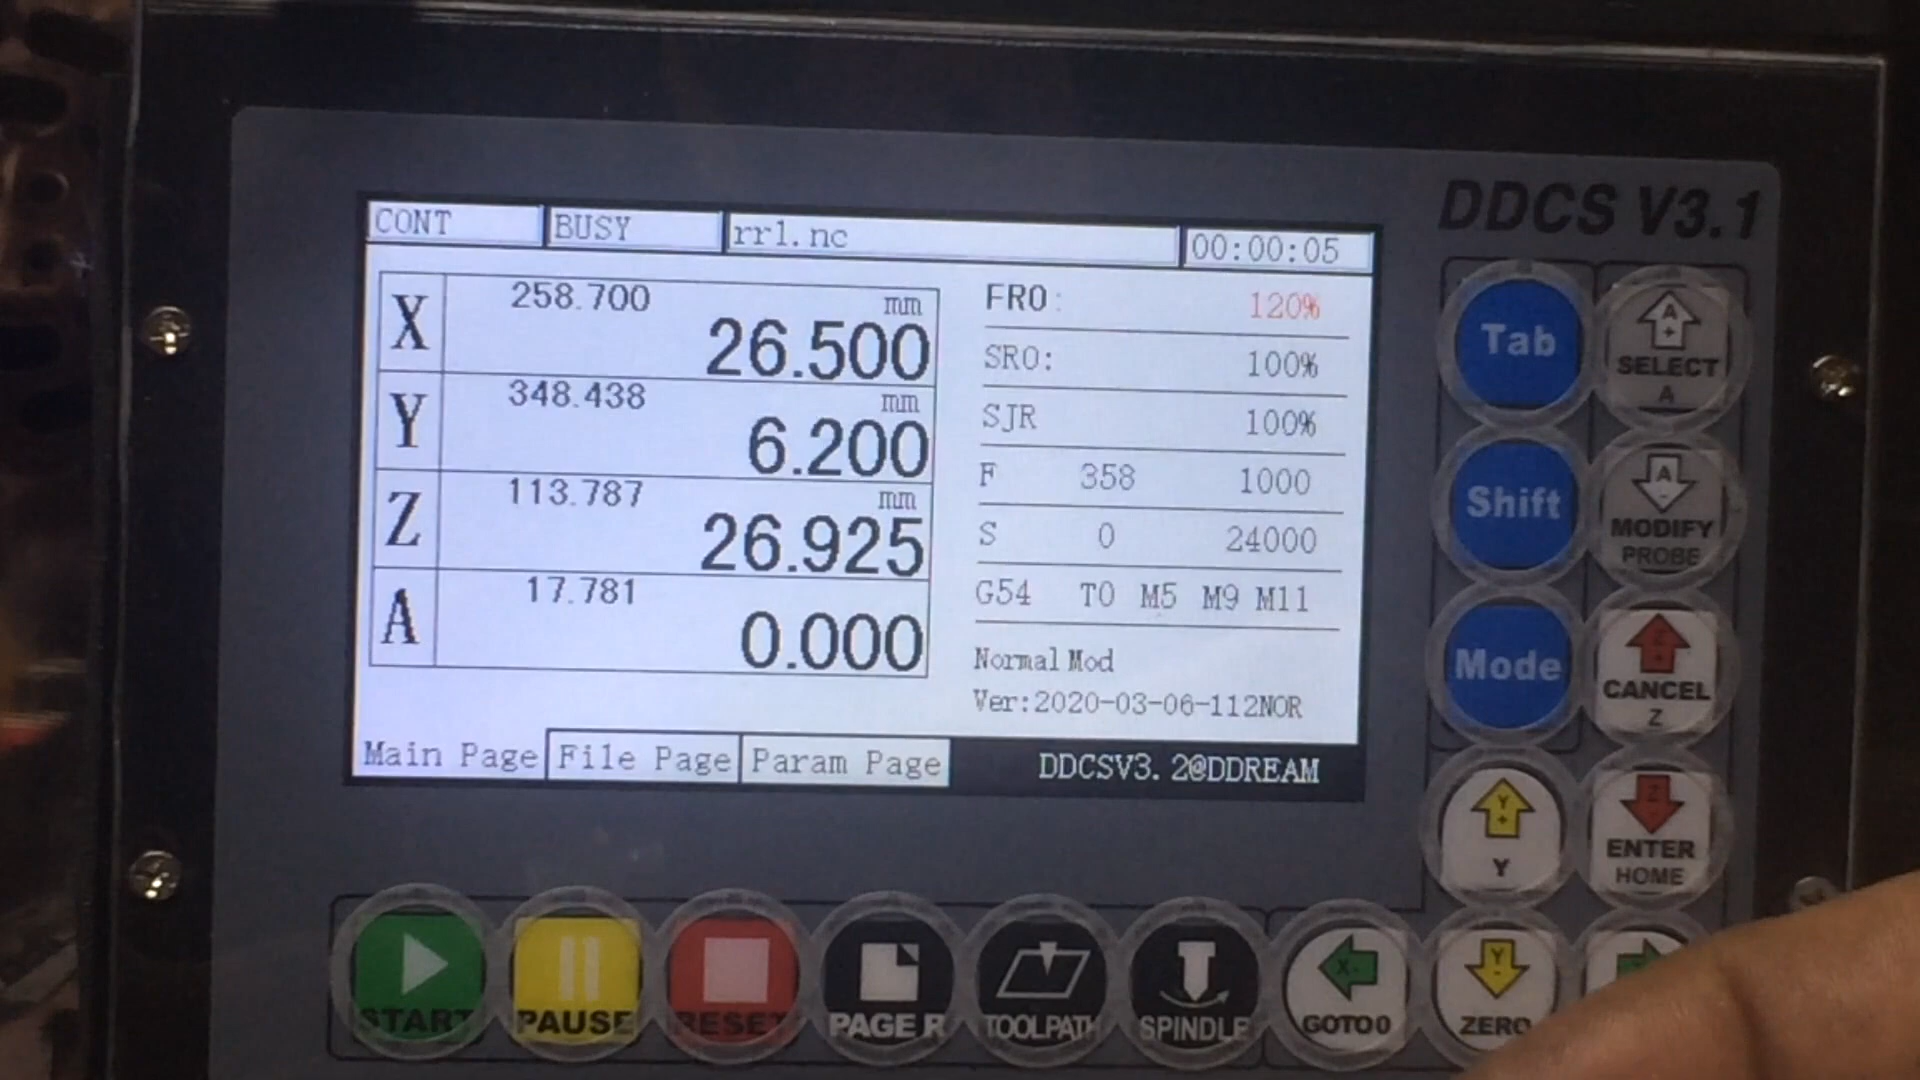 DDCS V3.1
CONT BUSY rr1.nc 00:00:05
X 258.700 mm 26.500
Y 348.438 mm 6.200
Z 113.787 mm 26.925
A 17.781 0.000
FRO: 120%
SRO: 100%
SJR 100%
F 358 1000
S 0 24000
G54 T0 M5 M9 M11
Normal Mod
Ver:2020-03-06-112NOR
Main Page File Page Param Page DDCSV3.2@DDREAM
Tab
A
+
SELECT
A
Shift
A
-
MODIFY
PROBE
Mode
Z
+
CANCEL
Z
Y
+
Y
Z
-
ENTER
HOME
START
PAUSE
RESET
PAGE R
TOOLPATH
SPINDLE
X-
GOTO0
Y
-
ZERO